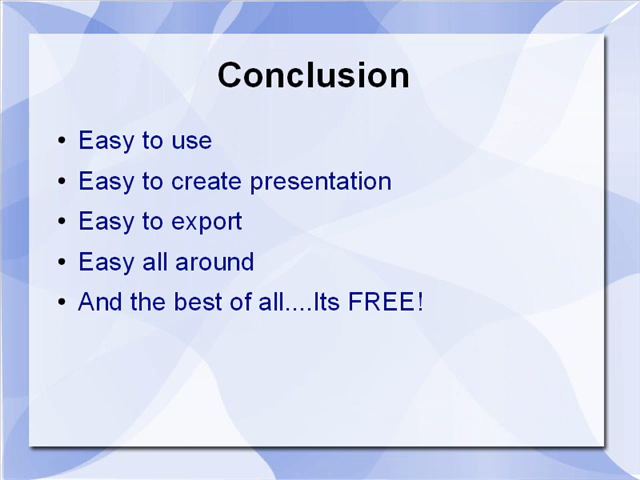 Conclusion
• Easy to use
• Easy to create presentation
• Easy to export
• Easy all around
• And the best of all....Its FREE!